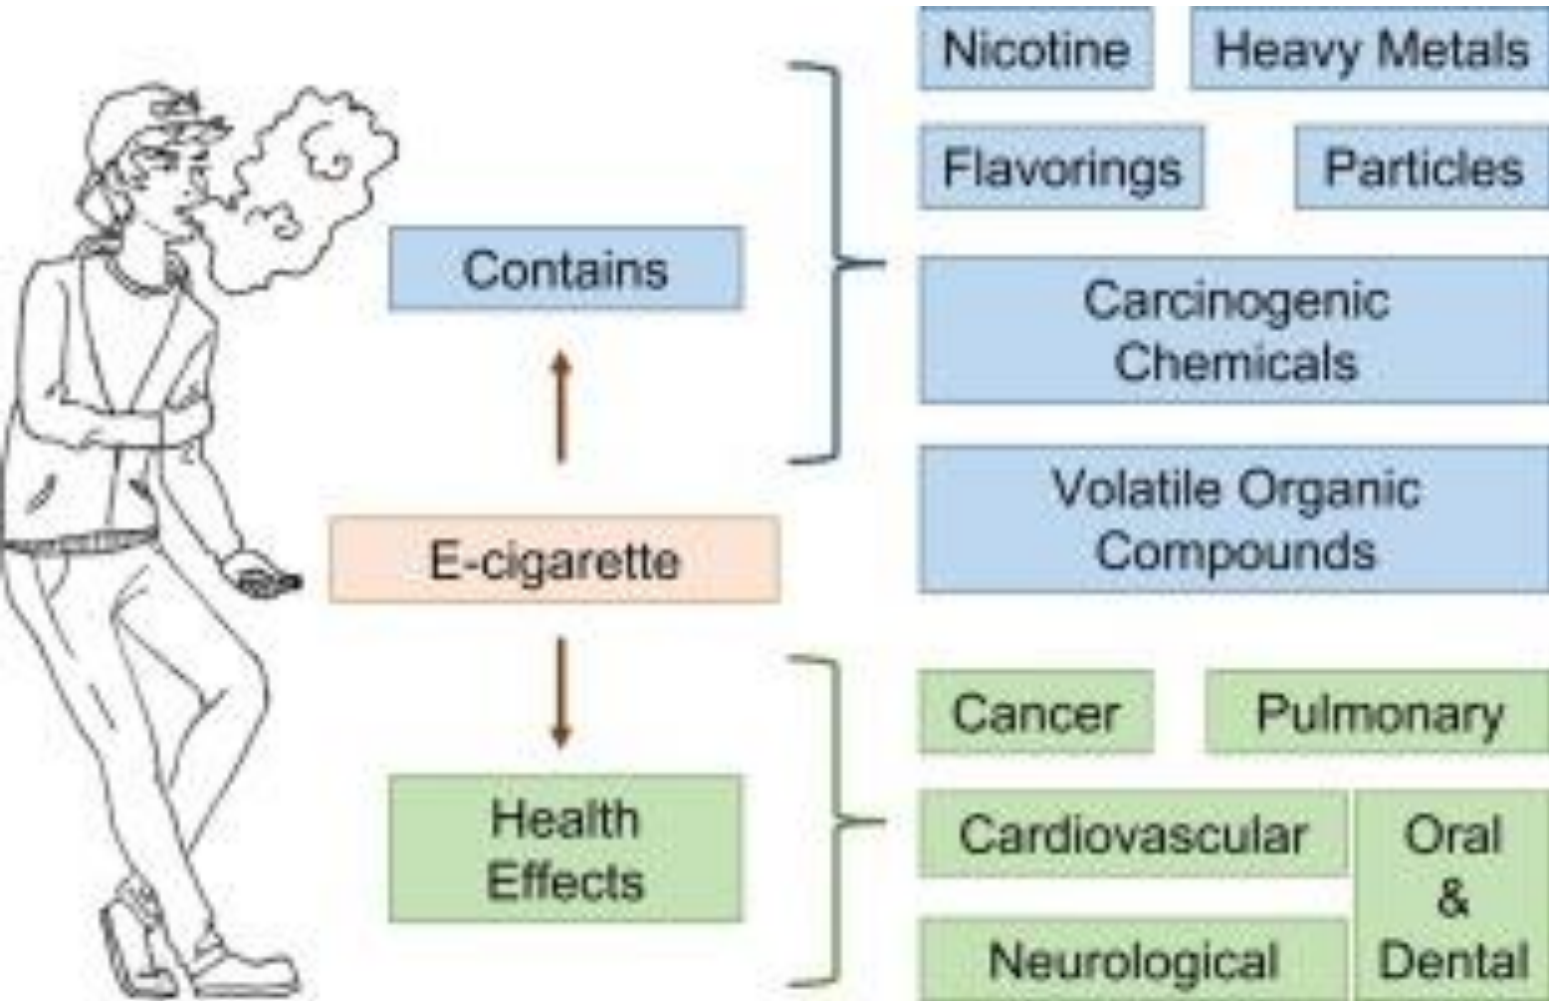 Nicotine
Heavy Metals
Flavorings
Particles
Contains
Carcinogenic
Chemicals
Volatile Organic
Compounds
E-cigarette
Cancer
Pulmonary
Health
Effects
Cardiovascular
Oral
&
Dental
Neurological